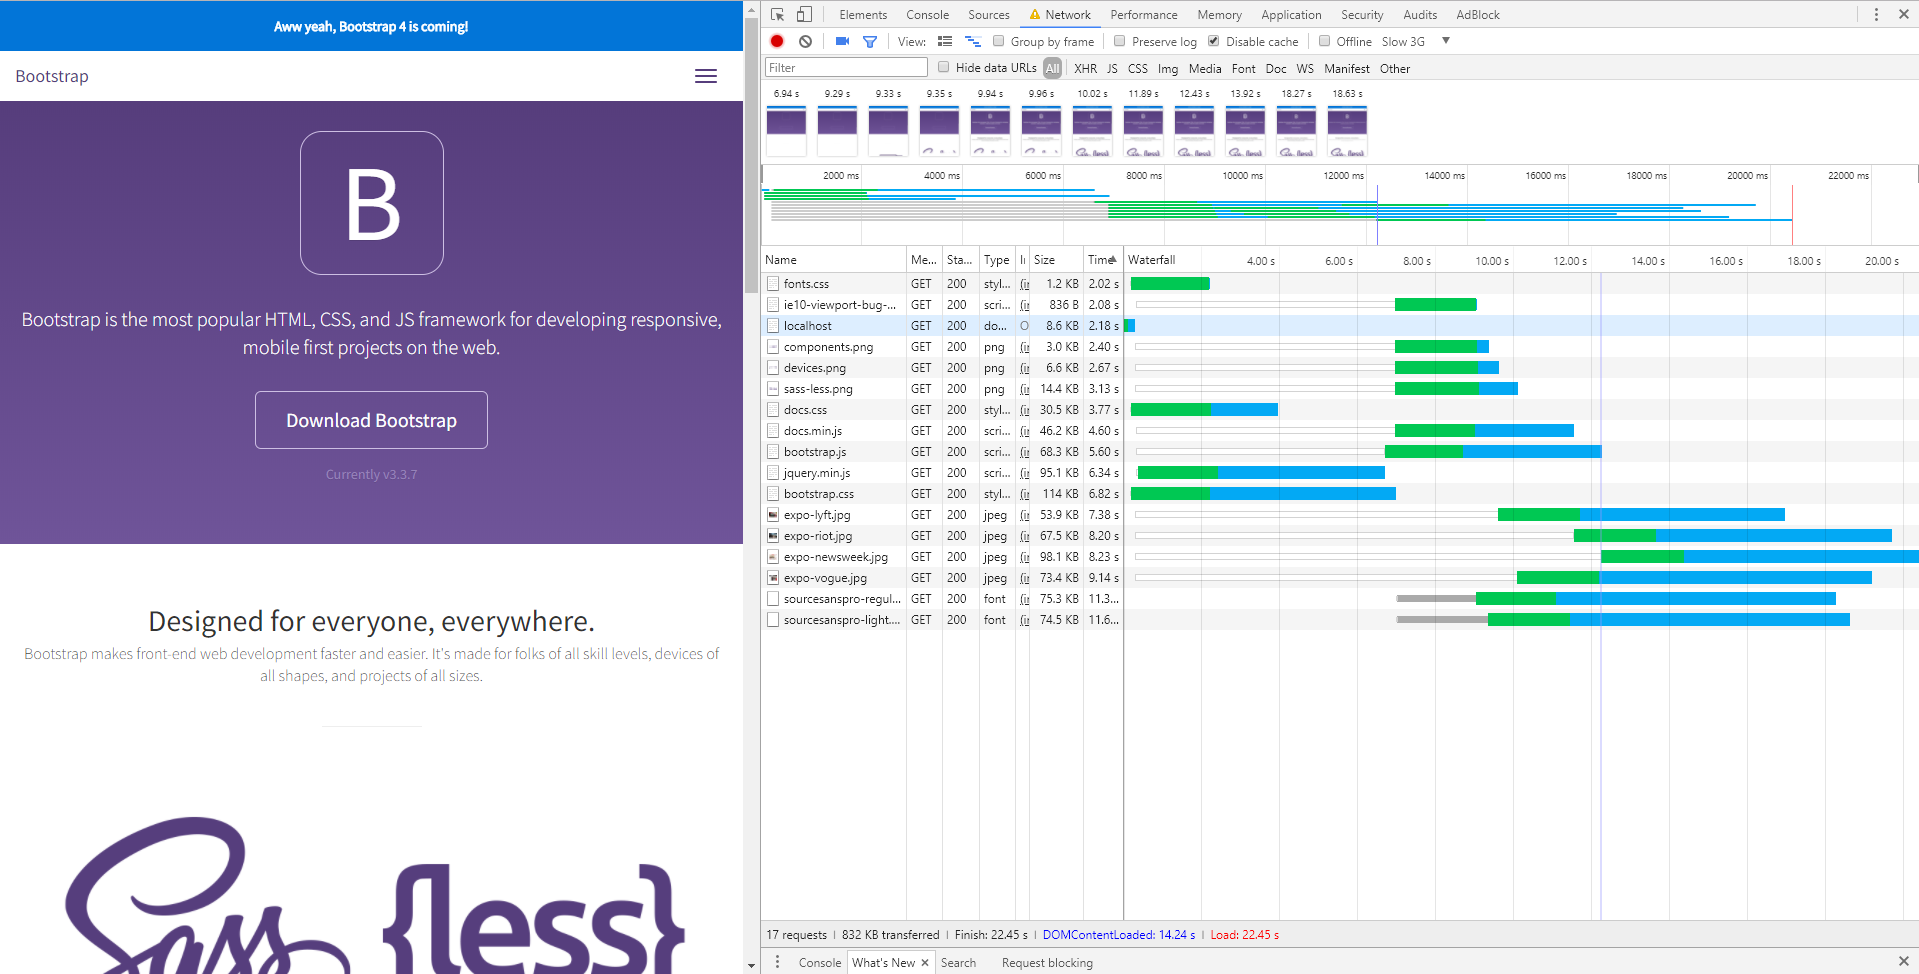 Aww yeah, Bootstrap 4 is coming!
Bootstrap
B
Bootstrap is the most popular HTML, CSS, and JS framework for developing responsive,
mobile first projects on the web.
Download Bootstrap
Currently v3.3.7
Designed for everyone, everywhere.
Bootstrap makes front-end web development faster and easier. It's made for folks of all skill levels, devices of
all shapes, and projects of all sizes.
Sass {less}
Elements Console Sources Network Performance Memory Application Security Audits AdBlock
View: Group by frame Preserve log Disable cache Offline Slow 3G
Filter Hide data URLs All XHR JS CSS Img Media Font Doc WS Manifest Other
6.94 s 9.29 s 9.33 s 9.35 s 9.94 s 9.96 s 10.02 s 11.89 s 12.43 s 13.92 s 18.27 s 18.63 s
2000 ms 4000 ms 6000 ms 8000 ms 10000 ms 12000 ms 14000 ms 16000 ms 18000 ms 20000 ms 22000 ms
Name Me... Sta... Type Size Time Waterfall 4.00 s 6.00 s 8.00 s 10.00 s 12.00 s 14.00 s 16.00 s 18.00 s 20.00 s
fonts.css GET 200 styl... (ir 1.2 KB 2.02 s
ie10-viewport-bug-... GET 200 scri... (ir 836 B 2.08 s
localhost GET 200 do... O 8.6 KB 2.18 s
components.png GET 200 png (ir 3.0 KB 2.40 s
devices.png GET 200 png (ir 6.6 KB 2.67 s
sass-less.png GET 200 png (ir 14.4 KB 3.13 s
docs.css GET 200 styl... (ir 30.5 KB 3.77 s
docs.min.js GET 200 scri... (ir 46.2 KB 4.60 s
bootstrap.js GET 200 scri... (ir 68.3 KB 5.60 s
jquery.min.js GET 200 scri... (ir 95.1 KB 6.34 s
bootstrap.css GET 200 styl... (ir 114 KB 6.82 s
expo-lyft.jpg GET 200 jpeg (ir 53.9 KB 7.38 s
expo-riot.jpg GET 200 jpeg (ir 67.5 KB 8.20 s
expo-newsweek.jpg GET 200 jpeg (ir 98.1 KB 8.23 s
expo-vogue.jpg GET 200 jpeg (ir 73.4 KB 9.14 s
sourcesanspro-regul... GET 200 font (ir 75.3 KB 11.3...
sourcesanspro-light.... GET 200 font (ir 74.5 KB 11.6...
17 requests | 832 KB transferred | Finish: 22.45 s | DOMContentLoaded: 14.24 s | Load: 22.45 s
Console What's New × Search Request blocking